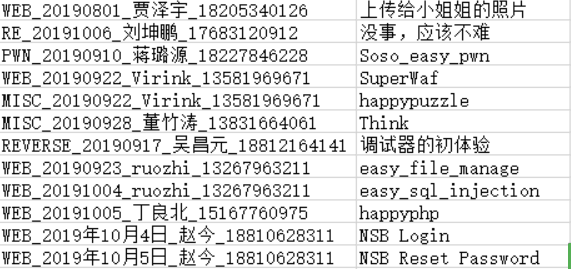 WEB_20190801_贾泽宇_18205340126 上传给小姐姐的照片
RE_20191006_刘坤鹏_17683120912 没事，应该不难
PWN_20190910_蒋璐源_18227846228 Soso_easy_pwn
WEB_20190922_Virink_13581969671 SuperWaf
MISC_20190922_Virink_13581969671 happypuzzle
MISC_20190928_董竹涛_13831664061 Think
REVERSE_20190917_吴昌元_18812164141 调试器的初体验
WEB_20190923_ruozhi_13267963211 easy_file_manage
WEB_20191004_ruozhi_13267963211 easy_sql_injection
WEB_20191005_丁良北_15167760975 happyphp
WEB_2019年10月4日_赵今_18810628311 NSB Login
WEB_2019年10月5日_赵今_18810628311 NSB Reset Password